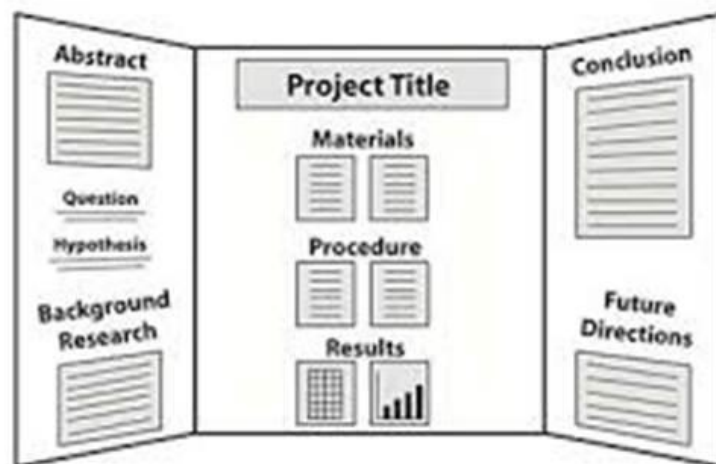 Abstract
Question
Hypothesis
Background
Research
Project Title
Materials
Procedure
Results
Conclusion
Future
Directions